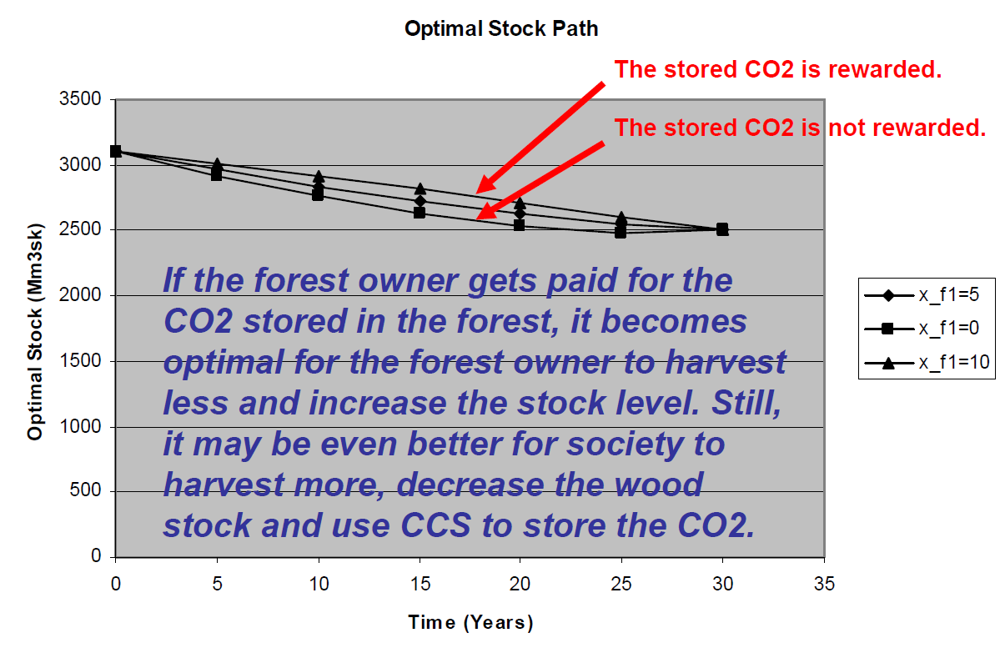 Optimal Stock Path
The stored CO2 is rewarded.
The stored CO2 is not rewarded.
3500
3000
2500
2000
1500
1000
500
0
Optimal Stock (Mm3sk)
If the forest owner gets paid for the
CO2 stored in the forest, it becomes
optimal for the forest owner to harvest
less and increase the stock level. Still,
it may be even better for society to
harvest more, decrease the wood
stock and use CCS to store the CO2.
0 5 10 15 20 25 30 35
Time (Years)
x_f1=5
x_f1=0
x_f1=10